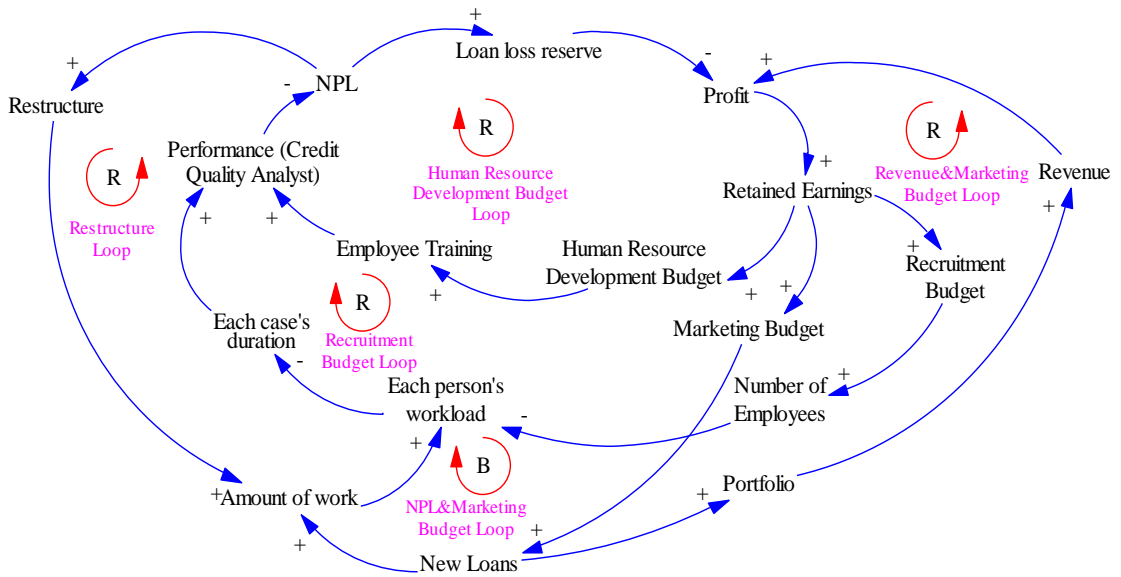 +
Loan loss reserve
-
+
+
NPL
-
Restructure
Profit
Performance (Credit
Quality Analyst)
R
Restructure
Loop
R
Human Resource
Development Budget
Loop
R
Revenue&Marketing
Budget Loop
+
Revenue
+
Retained Earnings
+
+
Employee Training
+
Human Resource
Development Budget
+
+
+
Recruitment
Budget
R
Recruitment
Budget Loop
Each case's
duration
-
Marketing Budget
Each person's
workload
+
-
+
Number of
Employees
B
NPL&Marketing
Budget Loop
+
Portfolio
+
Amount of work
+
+
New Loans